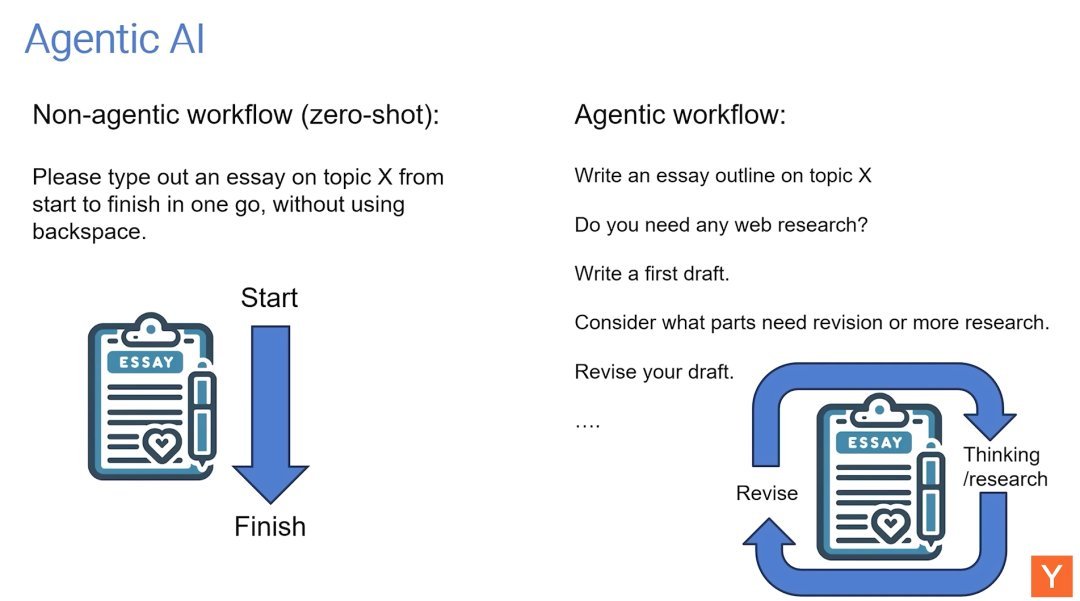 Agentic AI
Non-agentic workflow (zero-shot):
Please type out an essay on topic X from
start to finish in one go, without using
backspace.
Start
ESSAY
Finish
Agentic workflow:
Write an essay outline on topic X
Do you need any web research?
Write a first draft.
Consider what parts need revision or more research.
Revise your draft.
....
ESSAY
Thinking
/research
Revise
Y